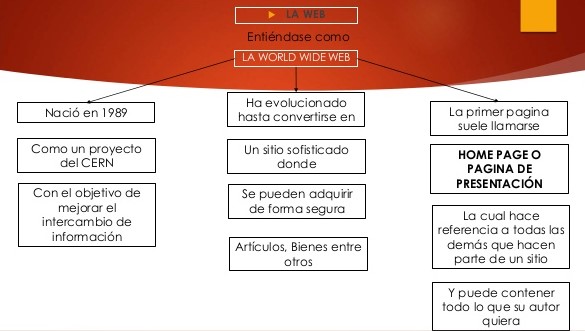 LA WEB
Entiéndase como
LA WORLD WIDE WEB
Nació en 1989
Como un proyecto
del CERN
Con el objetivo de
mejorar el
intercambio de
información
Ha evolucionado
hasta convertirse en
Un sitio sofisticado
donde
Se pueden adquirir
de forma segura
Artículos, Bienes entre
otros
La primer pagina
suele llamarse
HOME PAGE O
PAGINA DE
PRESENTACIÓN
La cual hace
referencia a todas las
demás que hacen
parte de un sitio
Y puede contener
todo lo que su autor
quiera